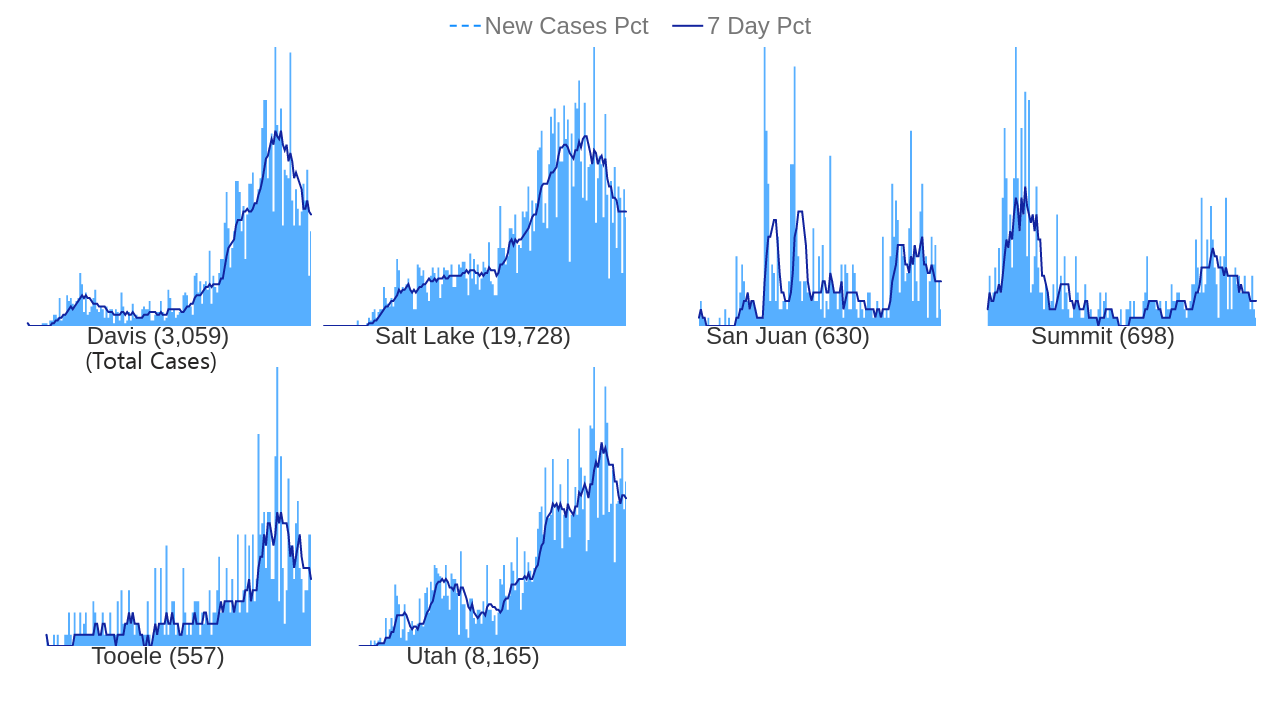 New Cases Pct 7 Day Pct
Davis (3,059)
(Total Cases)
Salt Lake (19,728)
San Juan (630)
Summit (698)
Tooele (557)
Utah (8,165)